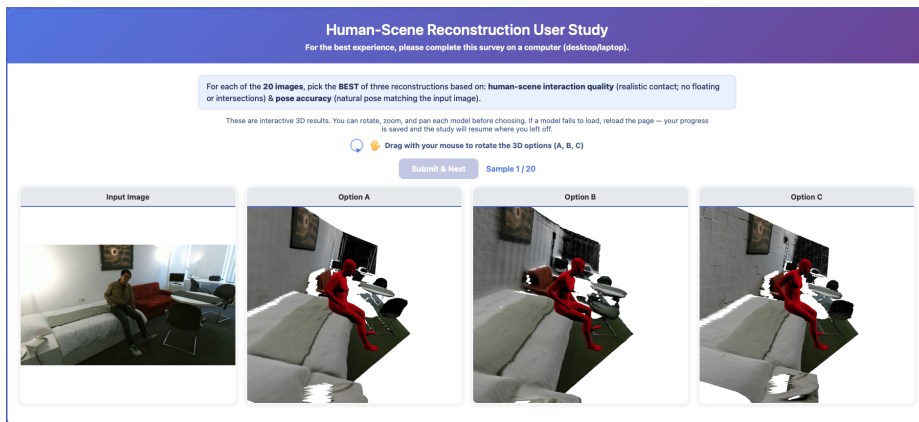 Human-Scene Reconstruction User Study
For the best experience, please complete this survey on a computer (desktop/laptop).
For each of the 20 images, pick the BEST of three reconstructions based on: human-scene interaction quality (realistic contact; no floating
or intersections) & pose accuracy (natural pose matching the input image).
These are interactive 3D results. You can rotate, zoom, and pan each model before choosing. If a model fails to load, reload the page — your progress
is saved and the study will resume where you left off.
Drag with your mouse to rotate the 3D options (A, B, C)
Submit & Next Sample 1 / 20
Input Image Option A Option B Option C